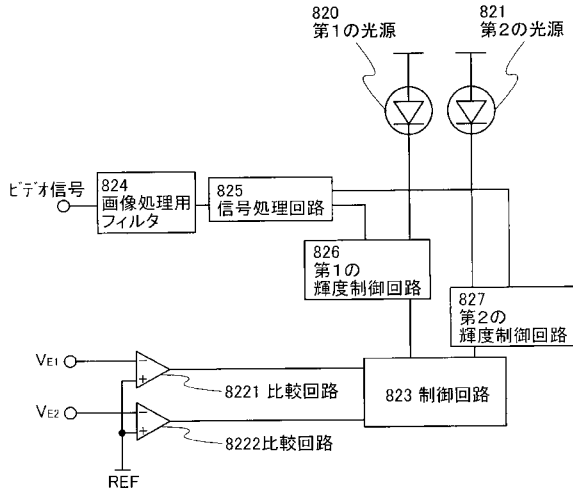 820
第1の光源
821
第2の光源
ビデオ信号
824
画像処理用
フィルタ
825
信号処理回路
826
第1の
輝度制御回路
827
第2の
輝度制御回路
VE1
−
+
8221 比較回路
823 制御回路
VE2
−
+
8222比較回路
REF